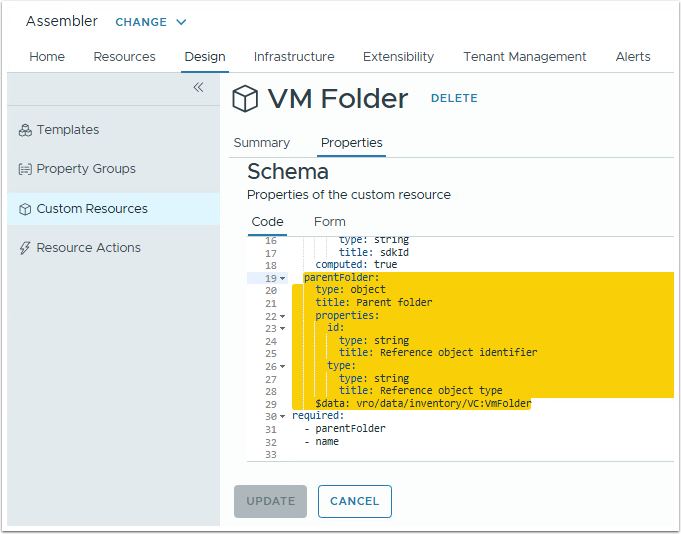 Assembler CHANGE
Home Resources Design Infrastructure Extensibility Tenant Management Alerts
«
VM Folder DELETE
Templates
Property Groups
Custom Resources
Resource Actions
Summary Properties
Schema
Properties of the custom resource
Code Form
16 type: string
17 title: sdkId
18 computed: true
19 parentFolder:
20 type: object
21 title: Parent folder
22 properties:
23 id:
24 type: string
25 title: Reference object identifier
26 type:
27 type: string
28 title: Reference object type
29 $data: vro/data/inventory/VC:VmFolder
30 required:
31 - parentFolder
32 - name
33
UPDATE CANCEL